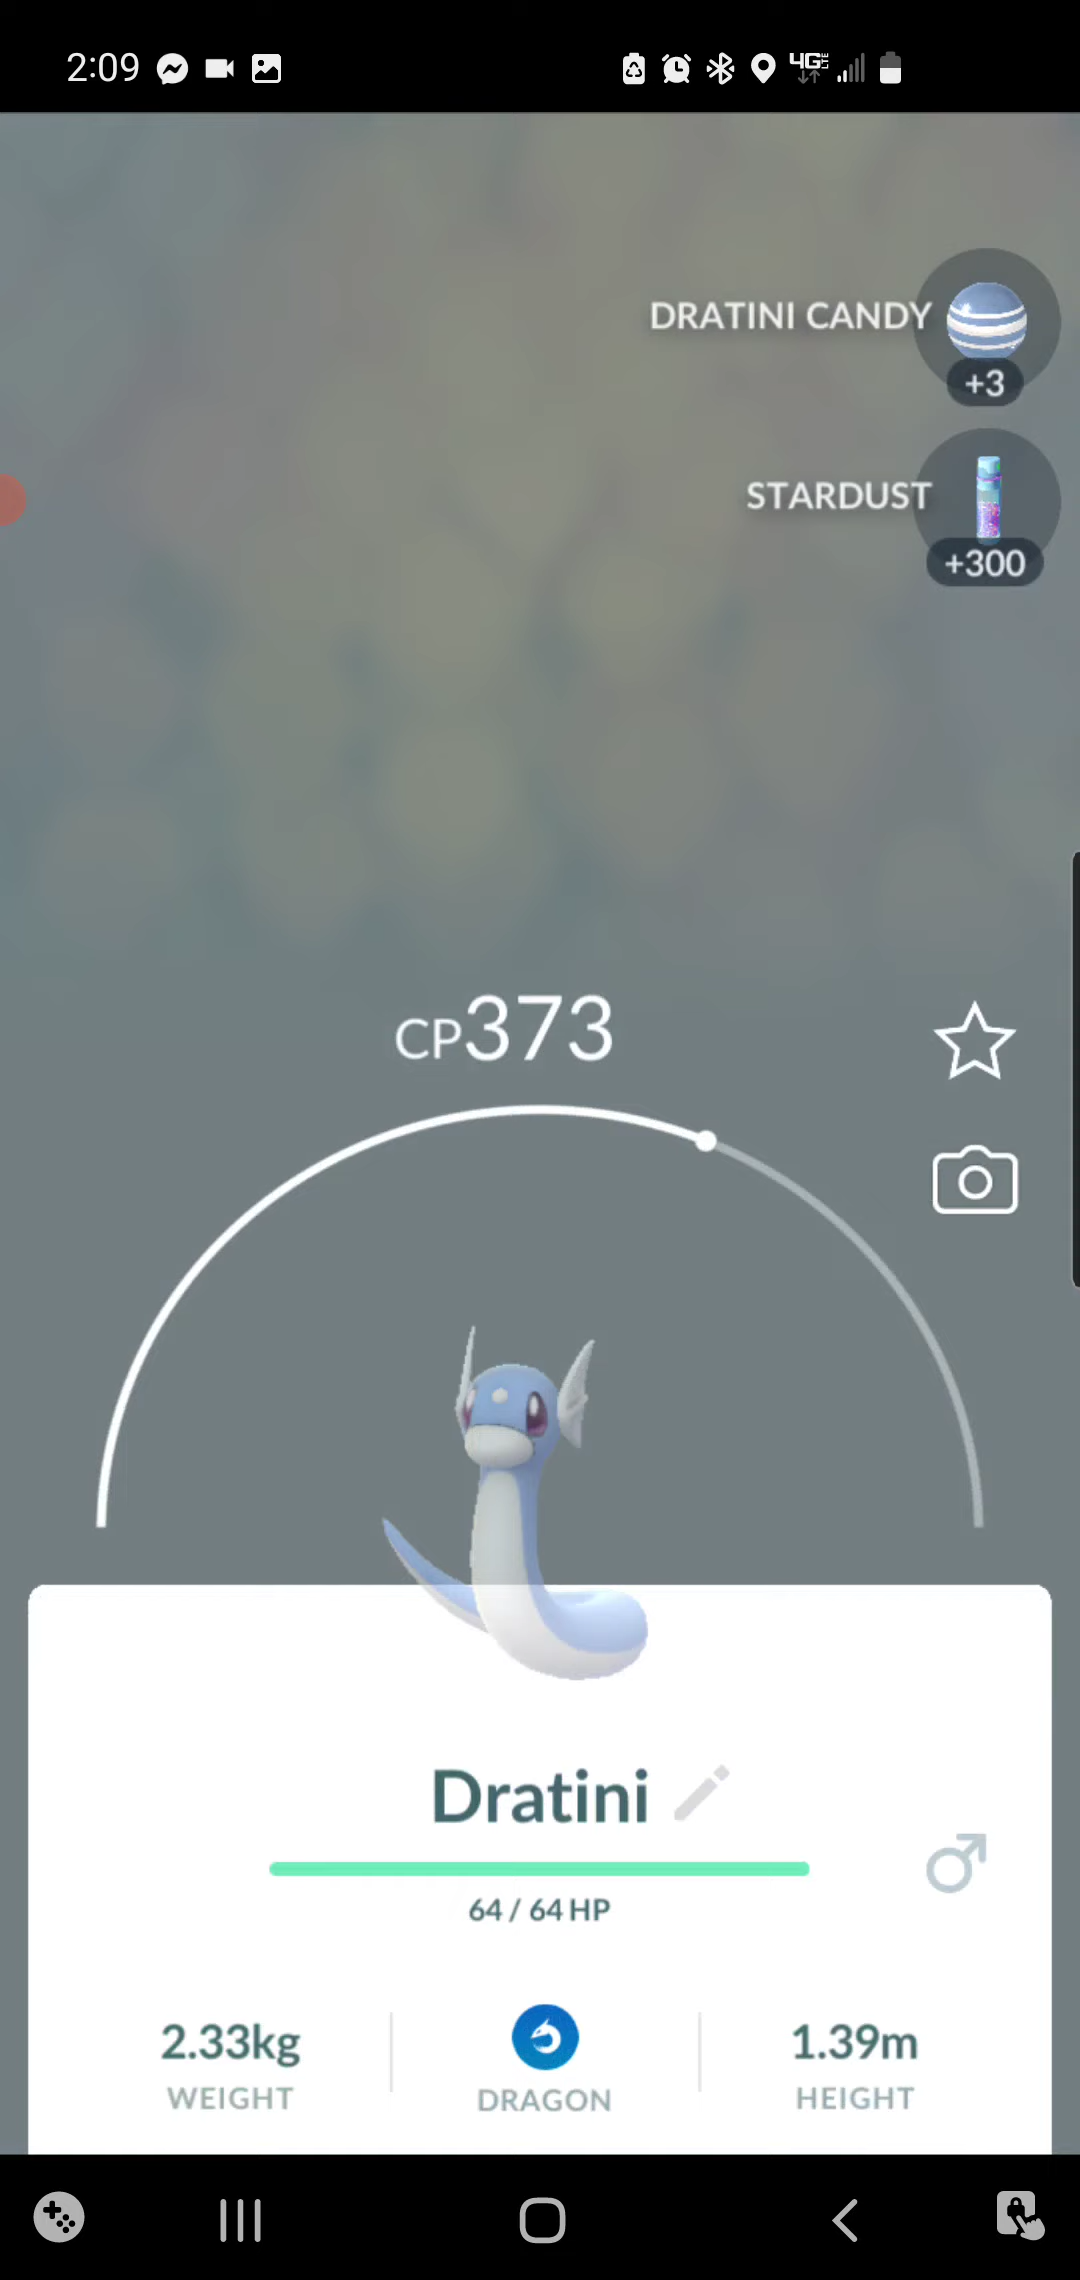 2:09
4GLTE
DRATINI CANDY
+3
STARDUST
+300
CP373
Dratini
64 / 64 HP
2.33kg
WEIGHT
DRAGON
1.39m
HEIGHT